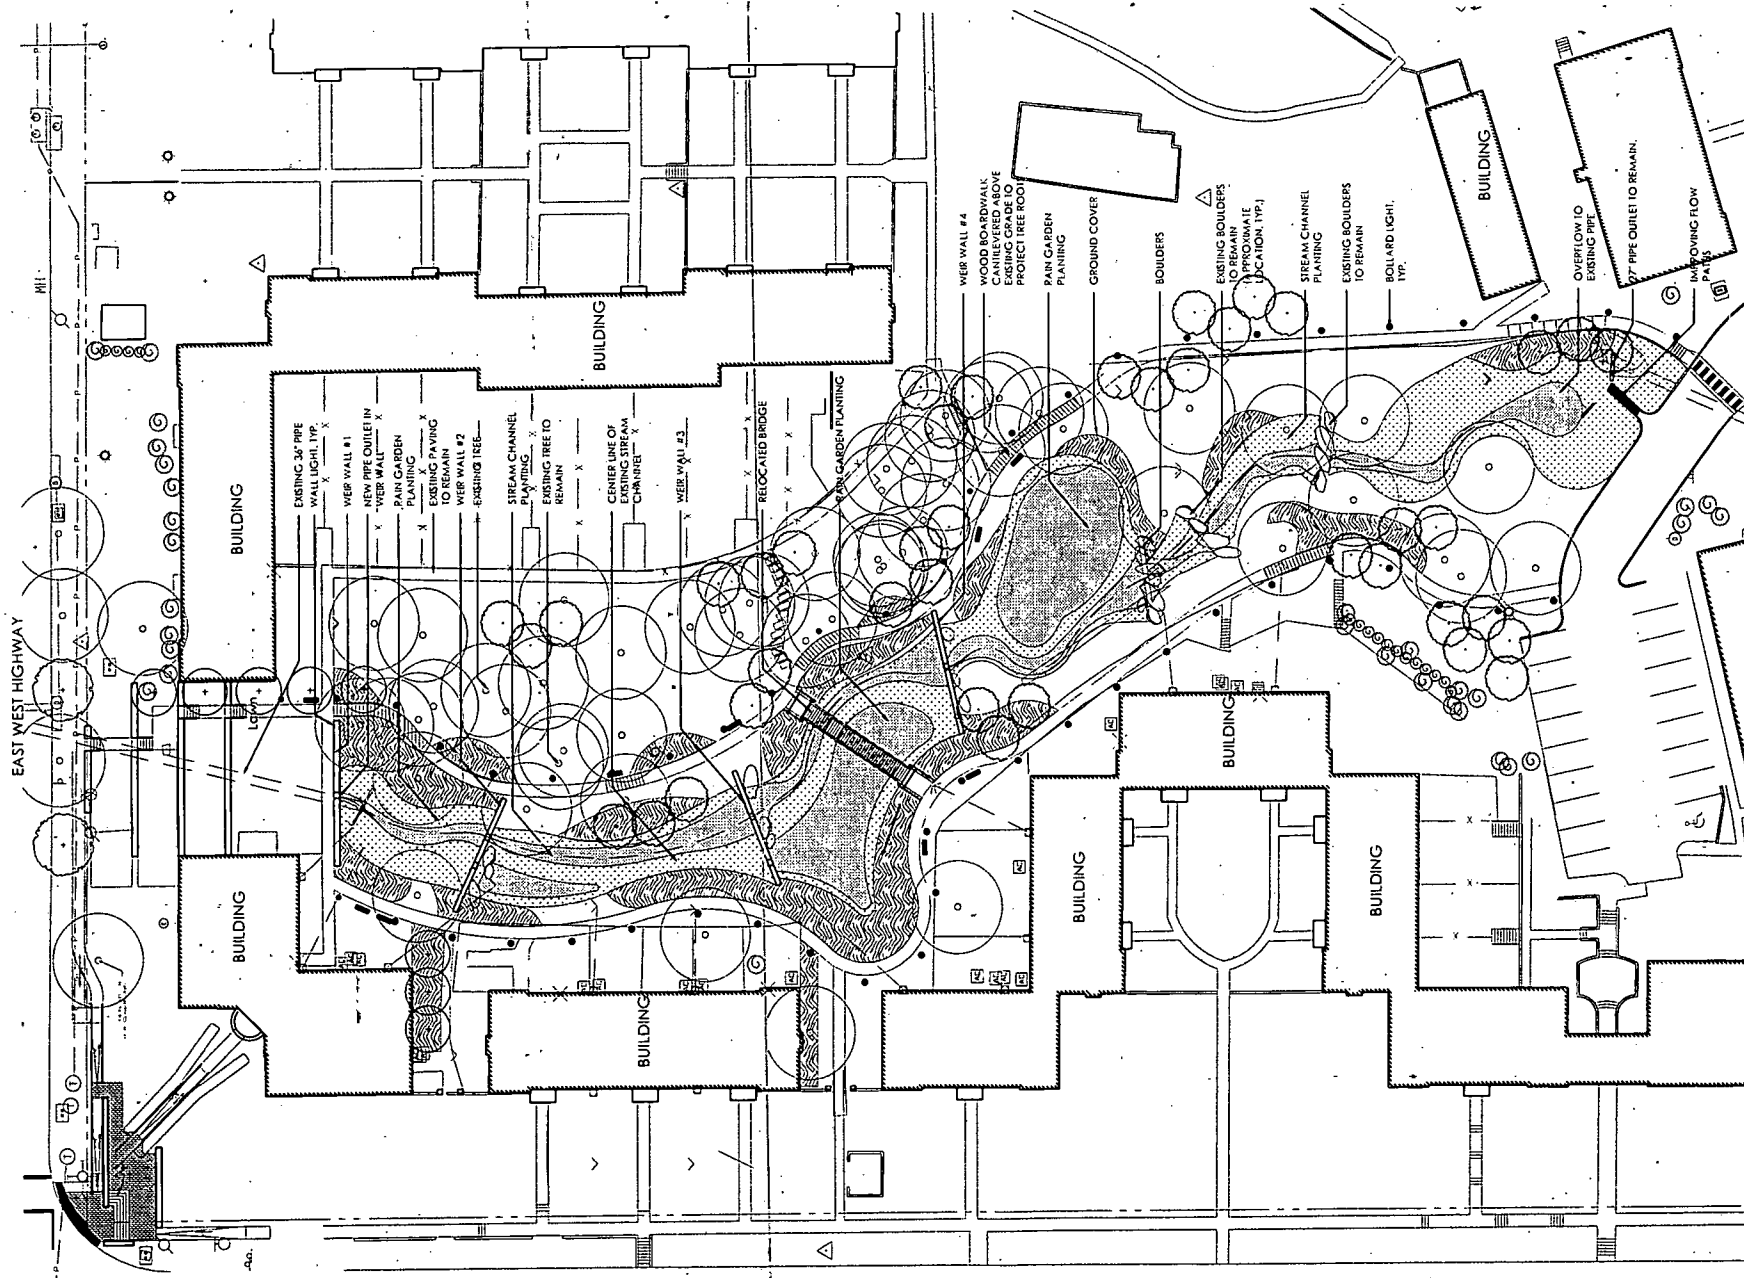 EAST WEST HIGHWAY
MH
Lawn
BUILDING
BUILDING
BUILDING
BUILDING
BUILDING
BUILDING
BUILDING
BUILDING
EXISTING 36" PIPE
WALL LIGHT, TYP.
WEIR WALL #1
NEW PIPE OUTLET IN
WEIR WALL
RAIN GARDEN
PLANTING
EXISTING PAVING
TO REMAIN
WEIR WALL #2
EXISTING TREE
STREAM CHANNEL
PLANTING
EXISTING TREE TO
REMAIN
CENTER LINE OF
EXISTING STREAM
CHANNEL
WEIR WALL #3
RELOCATED BRIDGE
RAIN GARDEN PLANTING
WEIR WALL #4
WOOD BOARDWALK
CANTILEVERED ABOVE
EXISTING GRADE TO
PROTECT TREE ROOT
RAIN GARDEN
PLANTING
GROUND COVER
BOULDERS
EXISTING BOULDERS
TO REMAIN
(APPROXIMATE
LOCATION, TYP.)
STREAM CHANNEL
PLANTING
EXISTING BOULDERS
TO REMAIN
BOLLARD LIGHT,
TYP.
OVERFLOW TO
EXISTING PIPE
27" PIPE OUTLET TO REMAIN.